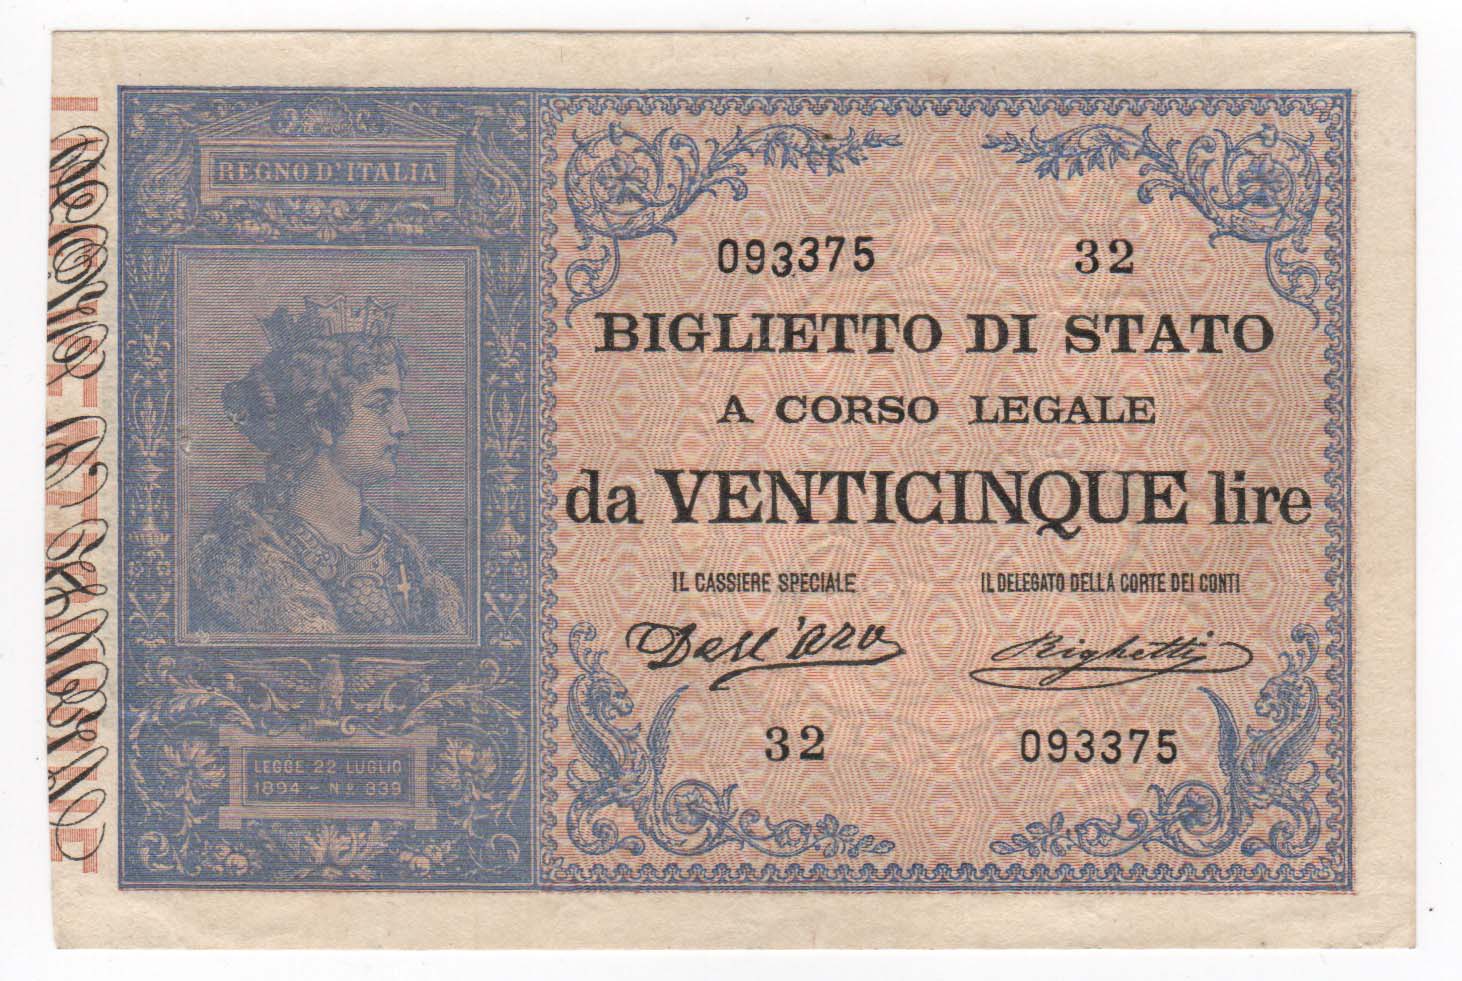 REGNO D'ITALIA
093375 32
BIGLIETTO DI STATO
A CORSO LEGALE
da VENTICINQUE lire
IL CASSIERE SPECIALE IL DELEGATO DELLA CORTE DEI CONTI
Dell'ara Righetti
32 093375
LEGGE 22 LUGLIO
1894 - Nº 339